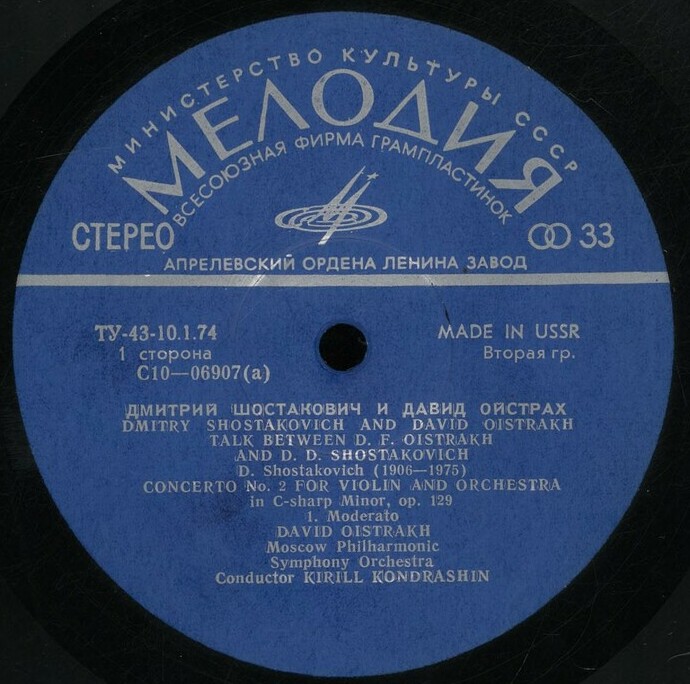 МИНИСТЕРСТВО КУЛЬТУРЫ СССР
МЕЛОДИЯ
ВСЕСОЮЗНАЯ ФИРМА ГРАМПЛАСТИНОК
СТЕРЕО
33
АПРЕЛЕВСКИЙ ОРДЕНА ЛЕНИНА ЗАВОД
ТУ-43-10.1.74
MADE IN USSR
1 сторона
Вторая гр.
С10—06907(а)
ДМИТРИЙ ШОСТАКОВИЧ И ДАВИД ОЙСТРАХ
DMITRY SHOSTAKOVICH AND DAVID OISTRAKH
TALK BETWEEN D. F. OISTRAKH
AND D. D. SHOSTAKOVICH
D. Shostakovich (1906—1975)
CONCERTO No. 2 FOR VIOLIN AND ORCHESTRA
in C-sharp Minor, op. 129
1. Moderato
DAVID OISTRAKH
Moscow Philharmonic
Symphony Orchestra
Conductor KIRILL KONDRASHIN